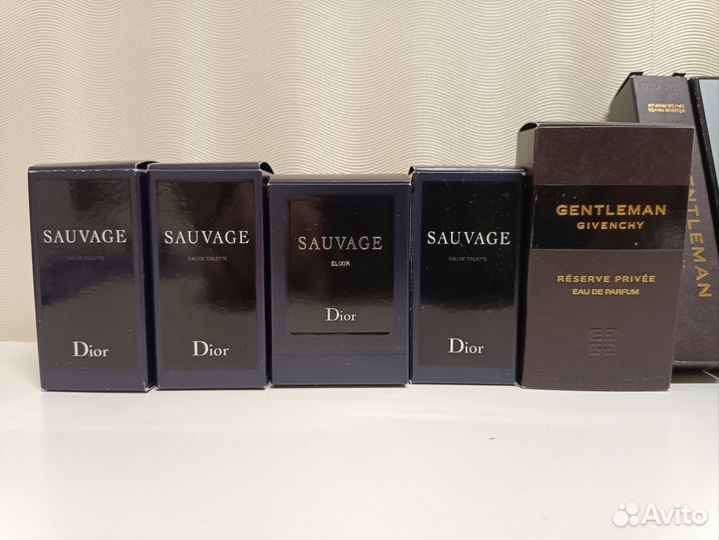 SAUVAGE
EAU DE TOILETTE
Dior
SAUVAGE
EAU DE TOILETTE
Dior
SAUVAGE
ELIXIR
Dior
SAUVAGE
EAU DE TOILETTE
Dior
GENTLEMAN
GIVENCHY
RÉSERVE PRIVÉE
EAU DE PARFUM
NTLEMAN
Avito